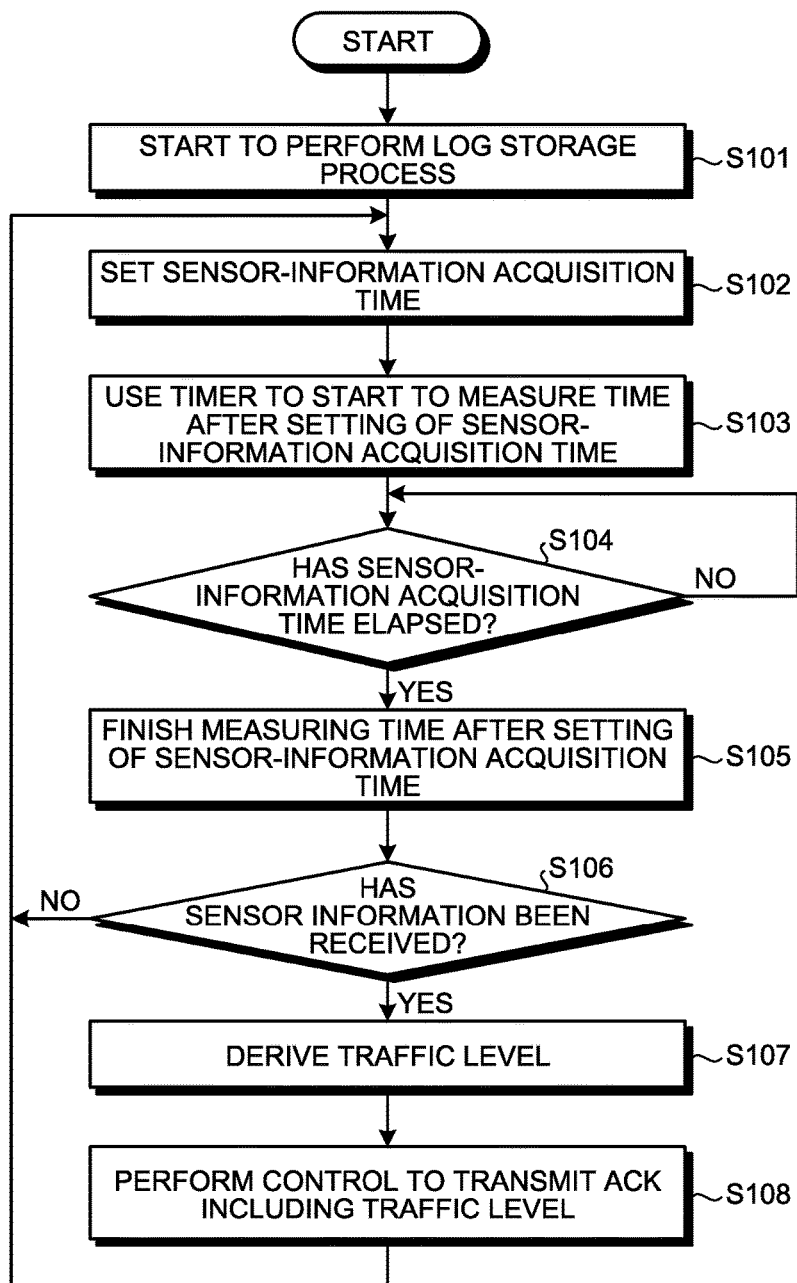 START
START TO PERFORM LOG STORAGE
PROCESS
S101
SET SENSOR-INFORMATION ACQUISITION
TIME
S102
USE TIMER TO START TO MEASURE TIME
AFTER SETTING OF SENSOR-
INFORMATION ACQUISITION TIME
S103
S104
HAS SENSOR-
INFORMATION ACQUISITION
TIME ELAPSED?
NO
YES
FINISH MEASURING TIME AFTER SETTING
OF SENSOR-INFORMATION ACQUISITION
TIME
S105
S106
HAS
SENSOR INFORMATION BEEN
RECEIVED?
NO
YES
DERIVE TRAFFIC LEVEL
S107
PERFORM CONTROL TO TRANSMIT ACK
INCLUDING TRAFFIC LEVEL
S108